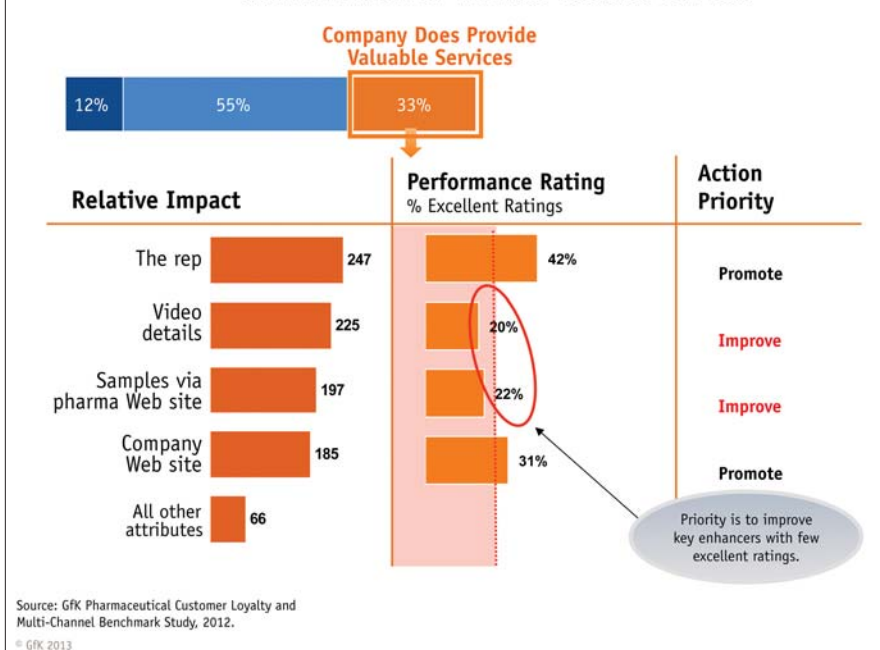 Company Does Provide
Valuable Services
12%
55%
33%
Relative Impact
Performance Rating
% Excellent Ratings
Action
Priority
The rep
247
42%
Promote
Video
details
225
20%
Improve
Samples via
pharma Web site
197
22%
Improve
Company
Web site
185
31%
Promote
All other
attributes
66
Priority is to improve
key enhancers with few
excellent ratings.
Source: GfK Pharmaceutical Customer Loyalty and
Multi-Channel Benchmark Study, 2012.
© GfK 2013